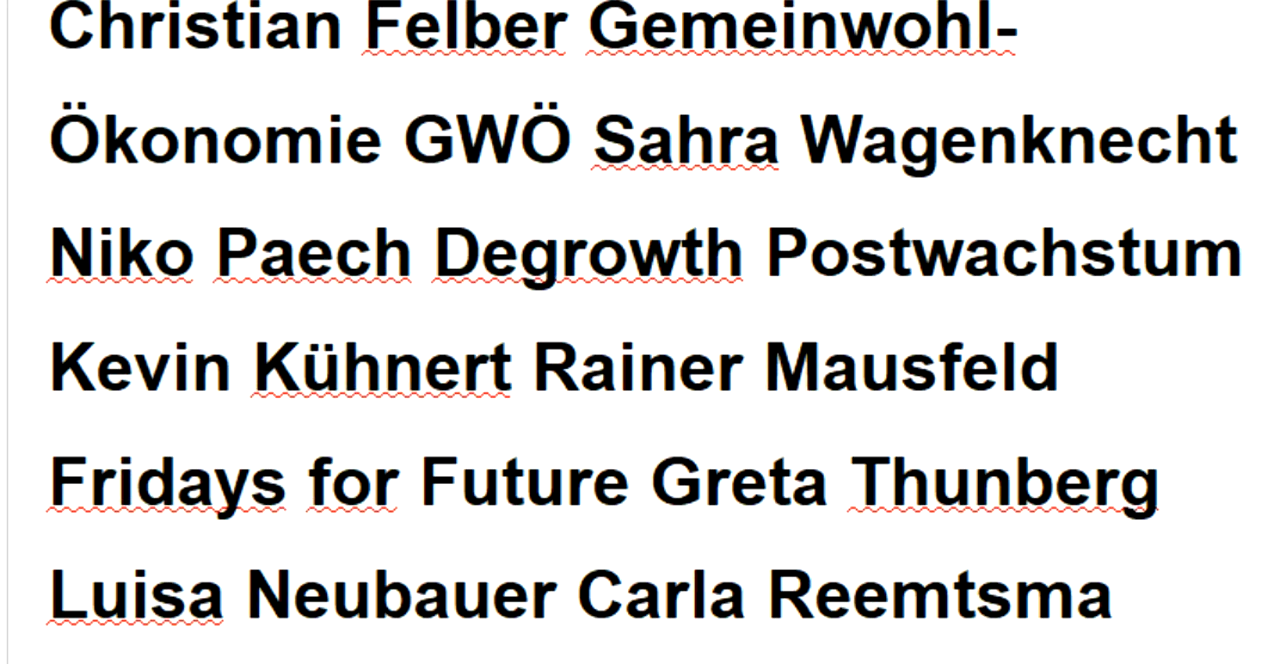 Christian Felber Gemeinwohl-
Ökonomie GWÖ Sahra Wagenknecht
Niko Paech Degrowth Postwachstum
Kevin Kühnert Rainer Mausfeld
Fridays for Future Greta Thunberg
Luisa Neubauer Carla Reemtsma